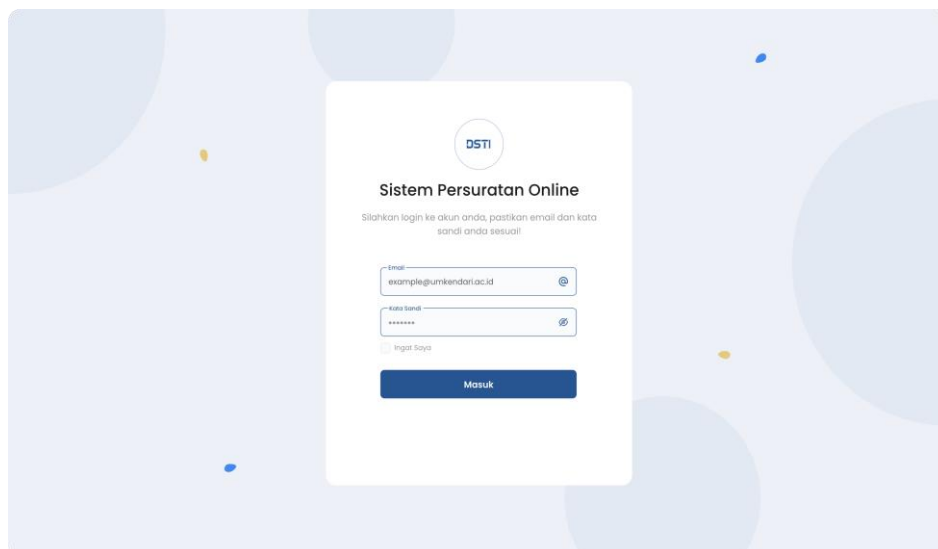 DSTI
Sistem Persuratan Online
Silahkan login ke akun anda, pastikan email dan kata
sandi anda sesuai!
Email
example@umkendari.ac.id
Kata Sandi
•••••••
Ingat Saya
Masuk